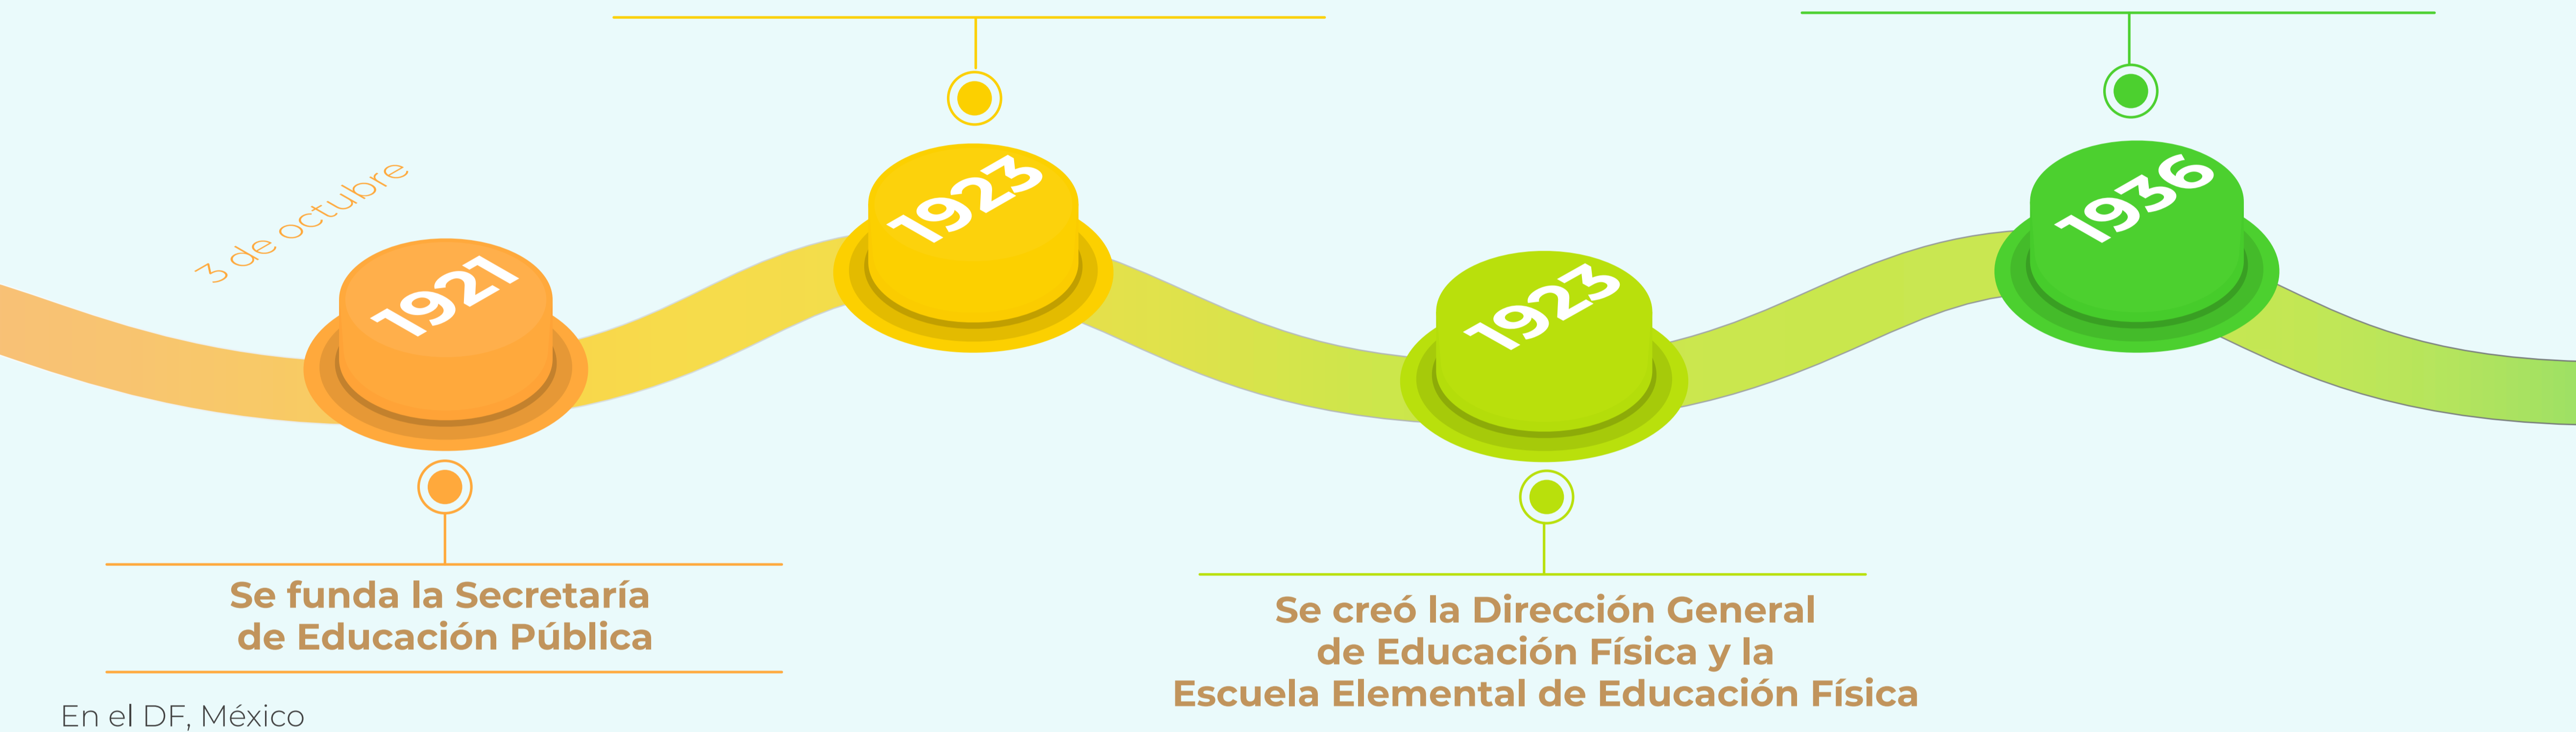 3 de octubre
1921
Se funda la Secretaría
de Educación Pública
En el DF, México
1923
1923
Se creó la Dirección General
de Educación Física y la
Escuela Elemental de Educación Física
1936